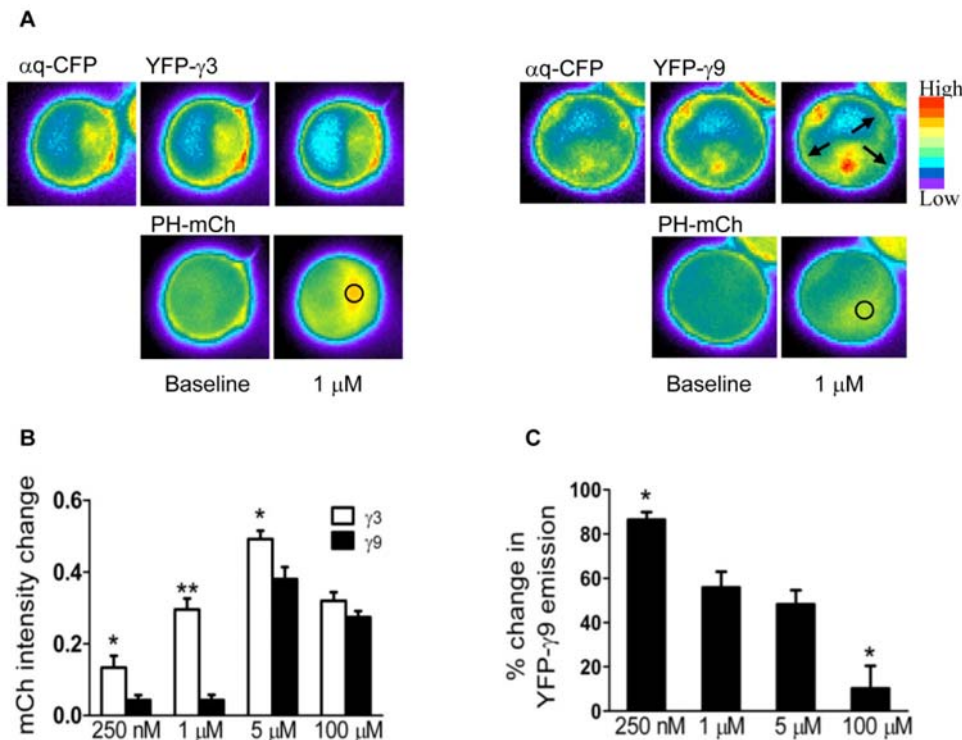 A
αq-CFP YFP-γ3
αq-CFP YFP-γ9
High
Low
PH-mCh
PH-mCh
Baseline 1 μM
Baseline 1 μM
B
mCh intensity change
0.6
0.4
0.2
0.0
*
**
*
γ3
γ9
250 nM 1 μM 5 μM 100 μM
C
% change in
YFP-γ9 emission
100
80
60
40
20
0
*
*
250 nM 1 μM 5 μM 100 μM